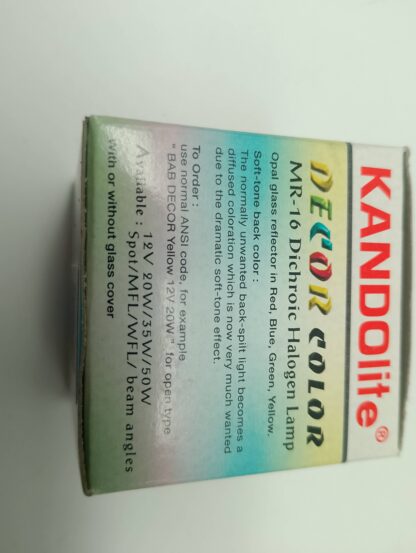 KANDOlite®
DECOR COLOR
MR-16 Dichroic Halogen Lamp
Opal glass reflector in Red, Blue, Green, Yellow.
Soft-tone back color :
The normally unwanted back-spilt light becomes a
diffused coloration which is now very much wanted
due to the dramatic soft-tone effect.
To Order :
use normal ANSI code, for example
" BAB DECOR Yellow 12V 20W " for open type
Available : 12V 20W/35W/50W
Spot/MFL/WFL/ beam angles
With or without glass cover